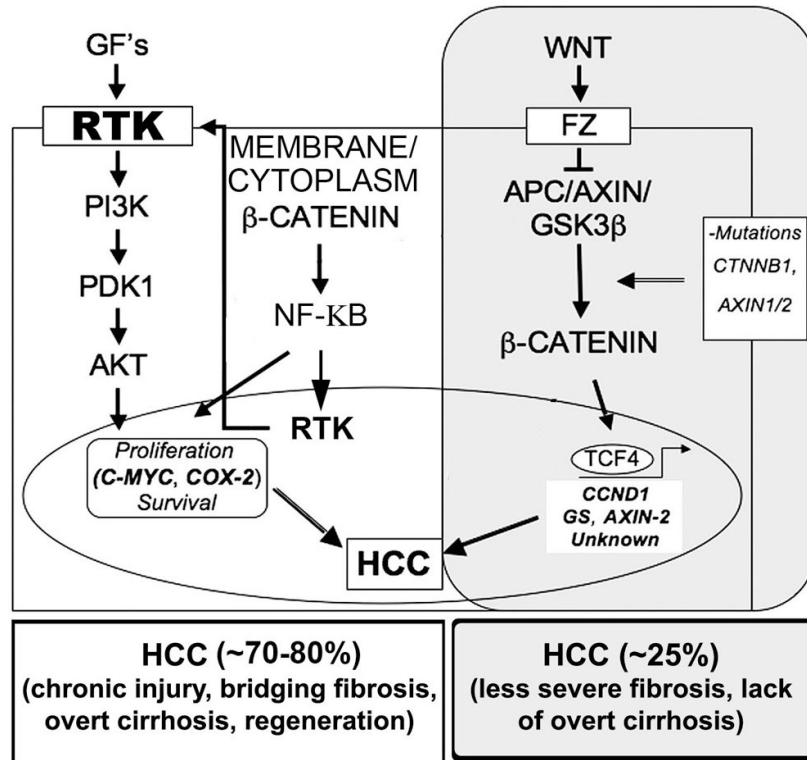 GF's
RTK
PI3K
PDK1
AKT
MEMBRANE/
CYTOPLASM
β-CATENIN
NF-KB
RTK
Proliferation
(C-MYC, COX-2)
Survival
HCC
WNT
FZ
APC/AXIN/
GSK3β
β-CATENIN
-Mutations
CTNNB1,
AXIN1/2
TCF4
CCND1
GS, AXIN-2
Unknown
HCC (~70-80%)
(chronic injury, bridging fibrosis,
overt cirrhosis, regeneration)
HCC (~25%)
(less severe fibrosis, lack
of overt cirrhosis)